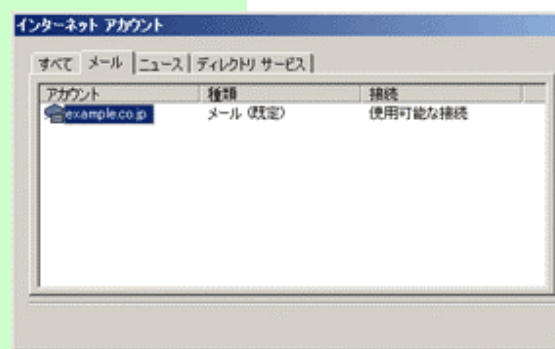 インターネット アカウント
すべて メール ニュース ディレクトリ サービス
アカウント 種類 接続
example.co.jp メール (既定) 使用可能な接続